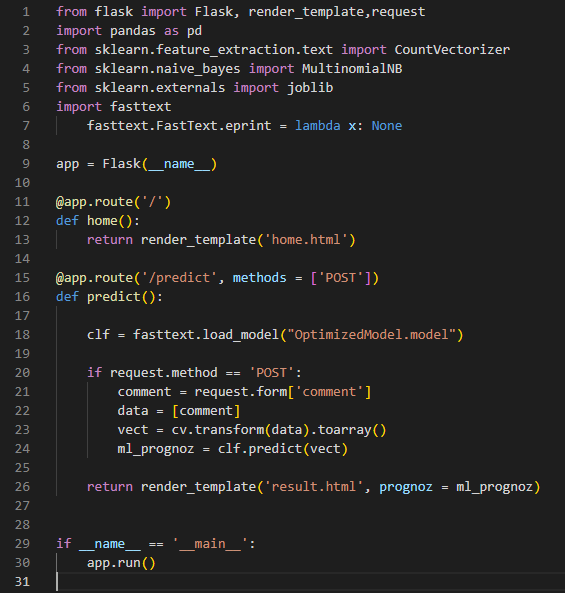 1 from flask import Flask, render_template,request
2 import pandas as pd
3 from sklearn.feature_extraction.text import CountVectorizer
4 from sklearn.naive_bayes import MultinomialNB
5 from sklearn.externals import joblib
6 import fasttext
7     fasttext.FastText.eprint = lambda x: None
8
9 app = Flask(__name__)
10
11 @app.route('/')
12 def home():
13     return render_template('home.html')
14
15 @app.route('/predict', methods = ['POST'])
16 def predict():
17
18     clf = fasttext.load_model("OptimizedModel.model")
19
20     if request.method == 'POST':
21         comment = request.form['comment']
22         data = [comment]
23         vect = cv.transform(data).toarray()
24         ml_prognoz = clf.predict(vect)
25
26     return render_template('result.html', prognoz = ml_prognoz)
27
28
29 if __name__ == '__main__':
30     app.run()
31